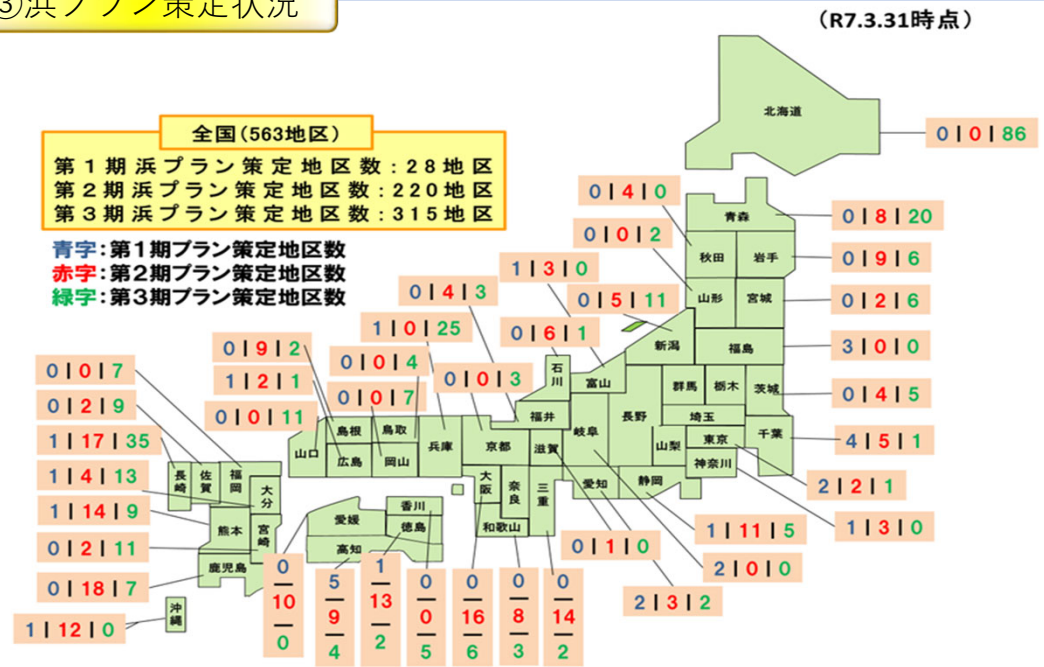 ③浜プラン策定状況
(R7.3.31時点)
全国(563地区)
第1期浜プラン策定地区数:28地区
第2期浜プラン策定地区数:220地区
第3期浜プラン策定地区数:315地区
青字:第1期プラン策定地区数
赤字:第2期プラン策定地区数
緑字:第3期プラン策定地区数
北海道
0|0|86
0|4|0
青森
0|8|20
0|0|2
秋田
岩手
0|9|6
1|3|0
0|4|3
0|5|11
山形
宮城
0|2|6
1|0|25
0|6|1
新潟
福島
3|0|0
0|9|2
0|0|4
0|0|3
石川
富山
群馬
栃木
茨城
0|4|5
0|0|7
1|2|1
0|0|7
0|2|9
0|0|11
福井
長野
埼玉
島根
鳥取
兵庫
京都
滋賀
岐阜
山梨
東京
千葉
4|5|1
1|17|35
山口
広島
岡山
神奈川
1|4|13
長崎
佐賀
福岡
大分
大阪
奈良
三重
愛知
静岡
2|2|1
1|14|9
熊本
宮崎
愛媛
香川
徳島
和歌山
1|11|5
1|3|0
0|2|11
高知
0|1|0
鹿児島
2|0|0
0|18|7
0|10|0
5|9|4
1|13|2
0|0|5
0|16|6
0|8|3
0|14|2
2|3|2
沖縄
1|12|0